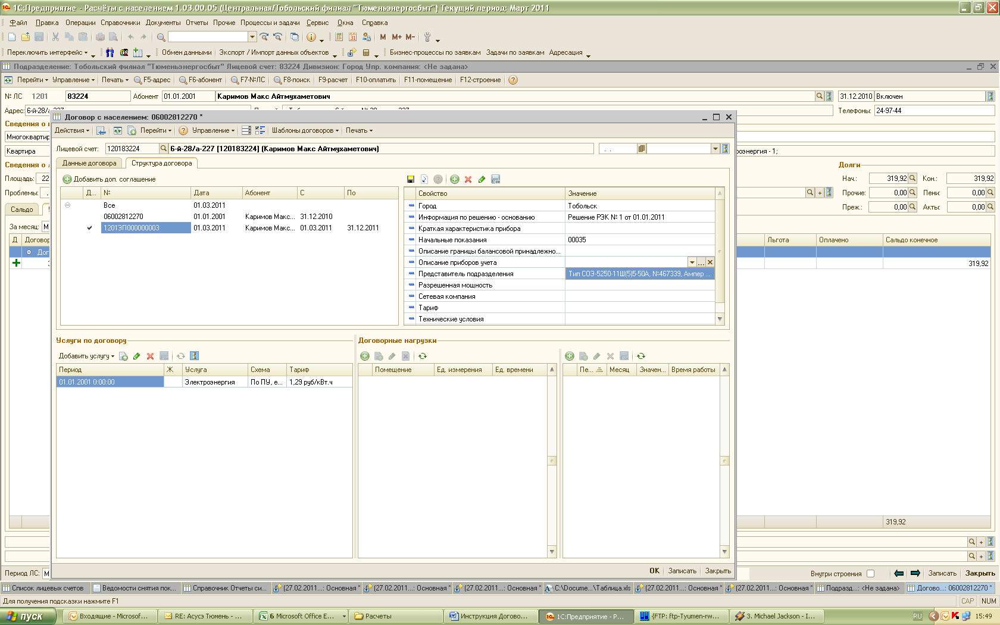 1С:Предприятие - Расчёты с населением 1.03.00.05 (Центральная/Тобольский филиал "Тюменьэнергосбыт") Текущий период: Март 2011
Файл Правка Операции Справочники Документы Отчеты Прочие Процессы и задачи Сервис Окна Справка
M M+ M-
Переключить интерфейс Обмен данными Экспорт / Импорт данных объектов Бизнес-процессы по заявкам Задачи по заявкам Адресация
Подразделение: Тобольский филиал "Тюменьэнергосбыт" Лицевой счет: 83224 Дивизион: Город Упр. компания: <Не задана>
Перейти Управление Печать F5-адрес F6-абонент F7-№ЛС F8-поиск F9-расчет F10-оплатить F11-помещение F12-строение
№ ЛС 1201 83224 Абонент 01.01.2001 Каримов Макс Айтмухаметович 31.12.2010 Включен
Адрес: 6-й-28/а-227 Телефоны: 24-97-44
Договор с населением: 06002812270 *
Сведения о
Действия Перейти Управление Шаблоны договоров Печать
Многокварти
Лицевой счет: 120183224 6-й-28/а-227 [120183224] (Каримов Макс Айтмухаметович) . .
Квартира роэнергия - 1;
Данные договора Структура договора
Сведения о Долги
Площадь: 22 Добавить доп. соглашение Нач.: 319,92 Кон.: 319,92
Проблемы: Д... № Дата Абонент С По Свойство Значение Прочие: 0,00 Пени: 0,00
Все 01.03.2011 Город Тобольск Преж.: 0,00 Акты: 0,00
Сальдо
06002812270 01.01.2001 Каримов Макс... 31.12.2010 Информация по решению - основанию Решение РЭК № 1 от 01.01.2011
За месяц: М 1201ЭП000000003 01.03.2011 Каримов Макс... 01.03.2011 31.12.2011 Краткая характеристика прибора
Д Договор Начальные показания 00035 Льгота Оплачено Сальдо конечное
Дог Описание границы балансовой принадлежно...
Описание приборов учета 319,92
Представитель подразделения Тип СОЭ-5250-11Ш(5)5-50А, №467339, Ампер ...
Разрешенная мощность
Сетевая компания
Тариф
Технические условия
Услуги по договору Договорные нагрузки
Добавить услугу
Период Ж Услуга Схема Тариф Помещение Ед. измерения Ед. времени Пе... Месяц Значен... Время работы
01.01.2001 0:00:00 Электроэнергия По ПУ, е... 1,29 руб/кВт.ч
319,92
OK Записать Закрыть
Период ЛС: М Внутри строения Записать Закрыть
Список лицевых счетов Ведомости снятия пок... Справочник Отчеты си... (27.02.2011...: Основная * (27.02.2011...: Основная * (27.02.2011...: Основная * C:\Docume...\Таблица.xls (27.02.2011...: Основная * (27.02.2011...: Основная * Подразд...: <Не задана> Догово...: 06002812270 *
Для получения подсказки нажмите F1 CAP NUM
пуск Входящие - Microsof... RE: Асусэ Тюмень - ... 6 Microsoft Office E... Расчеты Инструкция Догово... 1С:Предприятие - Р... {FTP: ftp-Tyumen-rw... 3. Michael Jackson - I... RU 15:49